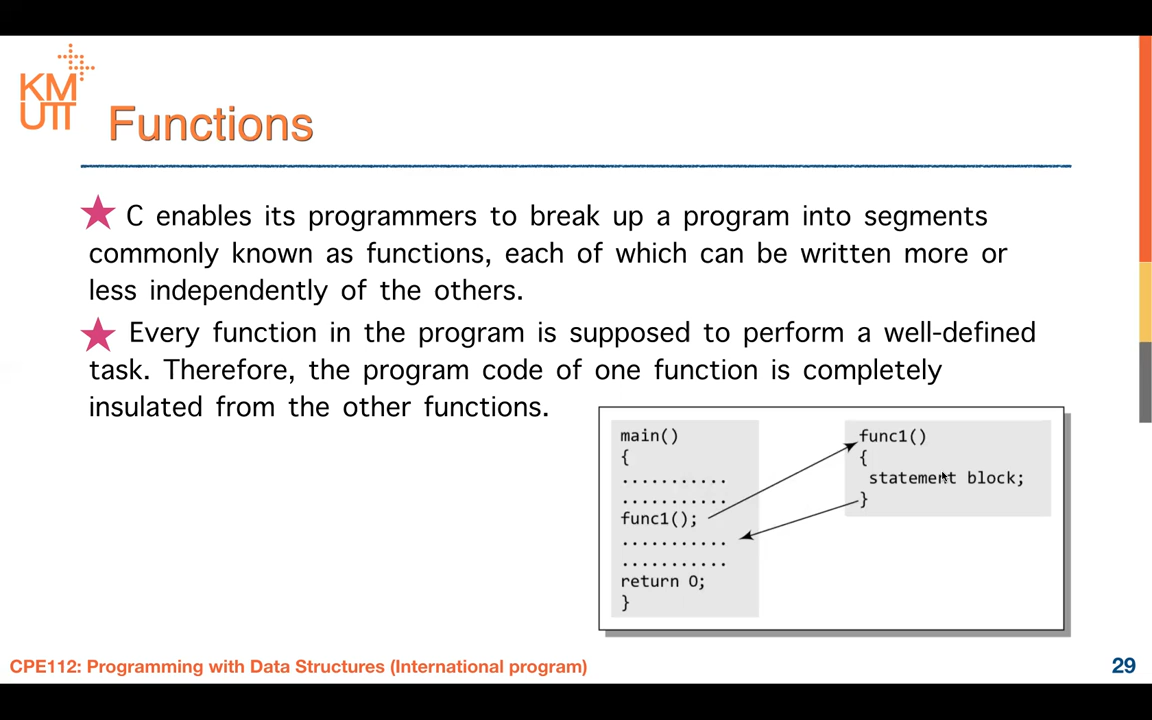 KM
UTT
Functions
C enables its programmers to break up a program into segments
commonly known as functions, each of which can be written more or
less independently of the others.
Every function in the program is supposed to perform a well-defined
task. Therefore, the program code of one function is completely
insulated from the other functions.
main()
{
...........
...........
func1();
...........
...........
return 0;
}
func1()
{
statement block;
}
CPE112: Programming with Data Structures (International program)
29